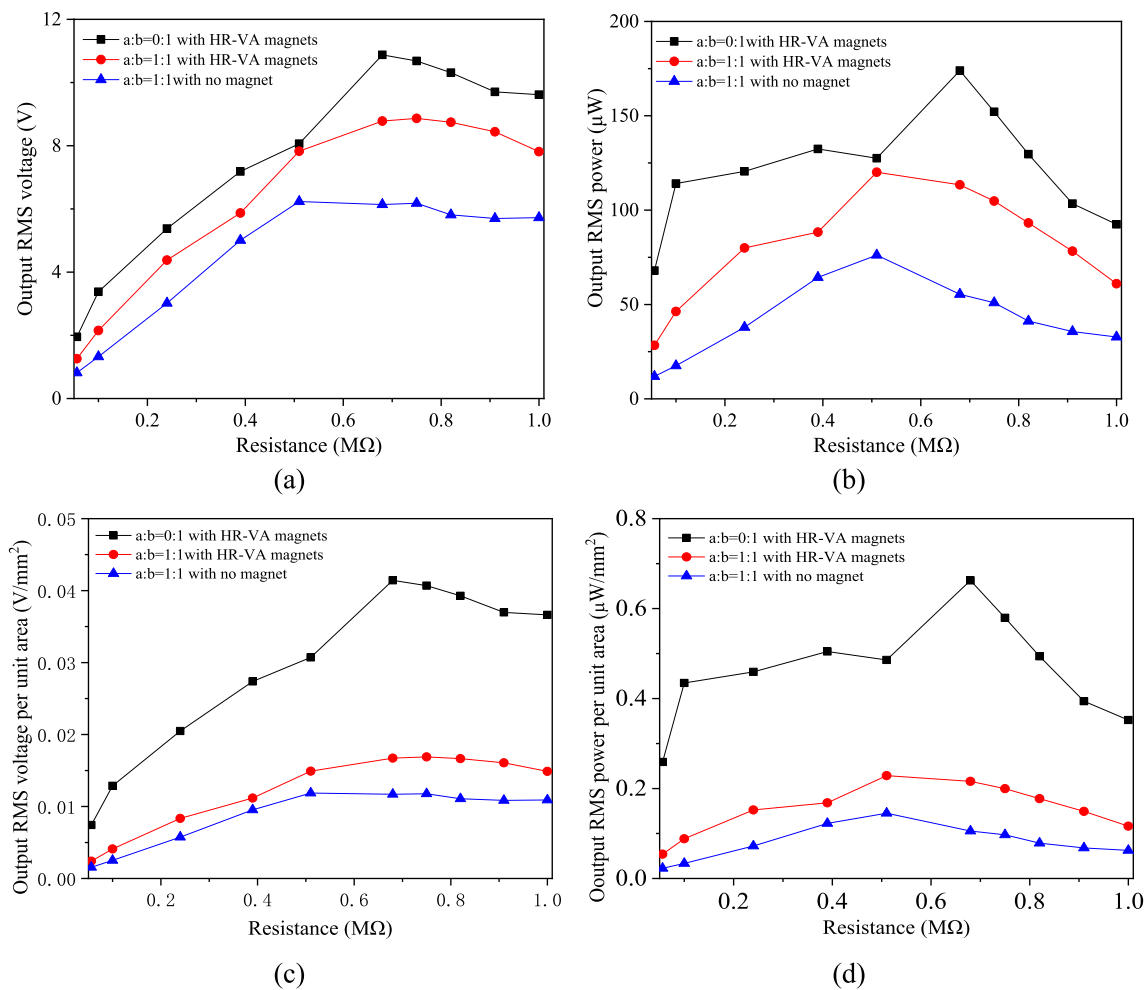 a:b=0:1 with HR-VA magnets
a:b=1:1 with HR-VA magnets
a:b=1:1with no magnet
Output RMS voltage (V)
12
8
4
0
0.2 0.4 0.6 0.8 1.0
Resistance (MΩ)
(a)
a:b=0:1with HR-VA magnets
a:b=1:1 with HR-VA magnets
a:b=1:1 with no magnet
Output RMS power (μW)
200
150
100
50
0
0.2 0.4 0.6 0.8 1.0
Resistance (MΩ)
(b)
a:b=0:1 with HR-VA magnets
a:b=1:1with HR-VA magnets
a:b=1:1 with no magnet
Output RMS voltage per unit area (V/mm²)
0.05
0.04
0.03
0.02
0.01
0.00
0.2 0.4 0.6 0.8 1.0
Resistance (MΩ)
(c)
a:b=0:1 with HR-VA magnets
a:b=1:1 with HR-VA magnets
a:b=1:1 with no magnet
Ooutput RMS power per unit area (μW/mm²)
0.8
0.6
0.4
0.2
0.0
0.2 0.4 0.6 0.8 1.0
Resistance (MΩ)
(d)